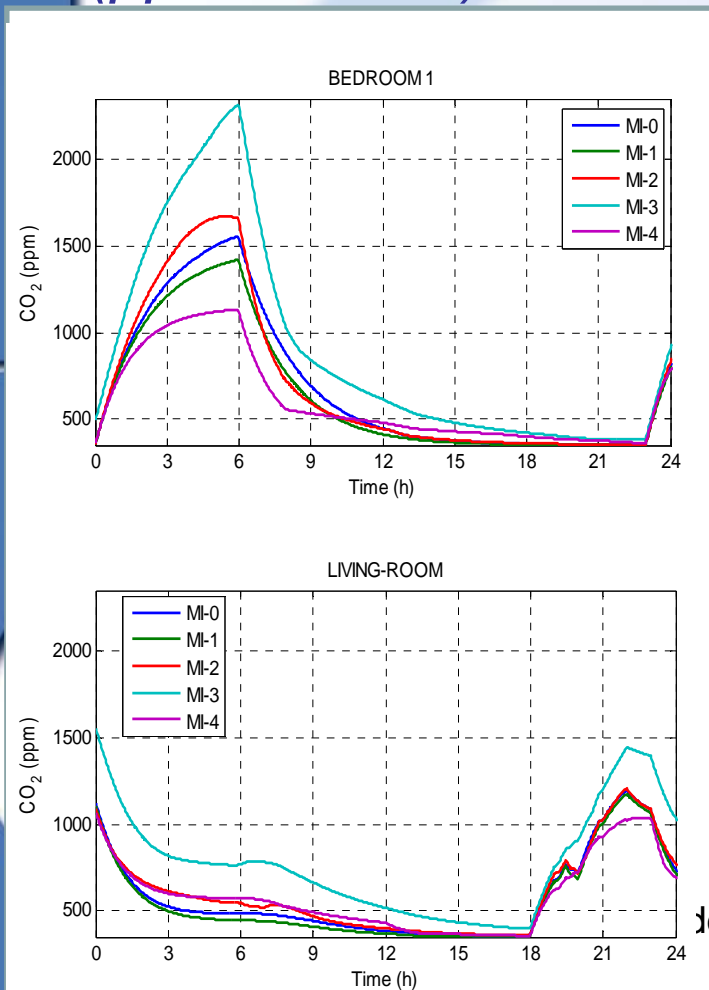 BEDROOM 1
2000
1500
1000
500
CO2 (ppm)
0 3 6 9 12 15 18 21 24
Time (h)
MI-0
MI-1
MI-2
MI-3
MI-4
LIVING-ROOM
2000
1500
1000
500
CO2 (ppm)
0 3 6 9 12 15 18 21 24
Time (h)
MI-0
MI-1
MI-2
MI-3
MI-4